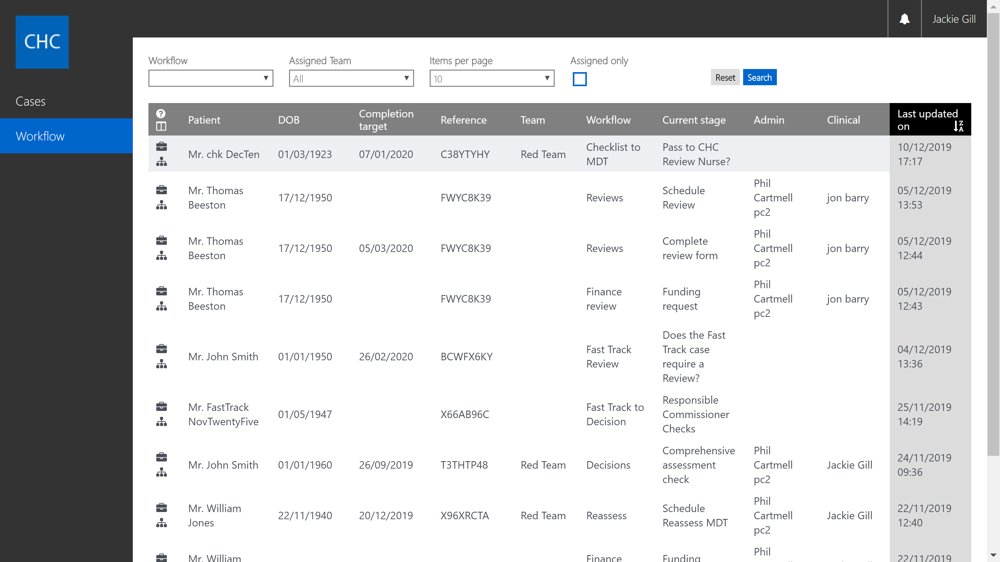 CHC
Jackie Gill
Cases
Workflow
Workflow
Assigned Team
Items per page
Assigned only
All
10
Reset
Search
Patient
DOB
Completion
target
Reference
Team
Workflow
Current stage
Admin
Clinical
Last updated
on
Mr. chk DecTen
01/03/1923
07/01/2020
C38YTYHY
Red Team
Checklist to
MDT
Pass to CHC
Review Nurse?
10/12/2019
17:17
Mr. Thomas
Beeston
17/12/1950
FWYC8K39
Reviews
Schedule
Review
Phil
Cartmell
pc2
jon barry
05/12/2019
13:53
Mr. Thomas
Beeston
17/12/1950
05/03/2020
FWYC8K39
Reviews
Complete
review form
Phil
Cartmell
pc2
jon barry
05/12/2019
12:44
Mr. Thomas
Beeston
17/12/1950
FWYC8K39
Finance
review
Funding
request
Phil
Cartmell
pc2
jon barry
05/12/2019
12:43
Mr. John Smith
01/01/1950
26/02/2020
BCWFX6KY
Fast Track
Review
Does the Fast
Track case
require a
Review?
04/12/2019
13:36
Mr. FastTrack
NovTwentyFive
01/05/1947
X66AB96C
Fast Track to
Decision
Responsible
Commissioner
Checks
25/11/2019
14:19
Mr. John Smith
01/01/1960
26/09/2019
T3THTP48
Red Team
Decisions
Comprehensive
assessment
check
Phil
Cartmell
pc2
Jackie Gill
24/11/2019
09:36
Mr. William
Jones
22/11/1940
20/12/2019
X96XRCTA
Red Team
Reassess
Schedule
Reassess MDT
Phil
Cartmell
pc2
Jackie Gill
22/11/2019
12:40
Mr. William
Finance
Funding
Phil
22/11/2019